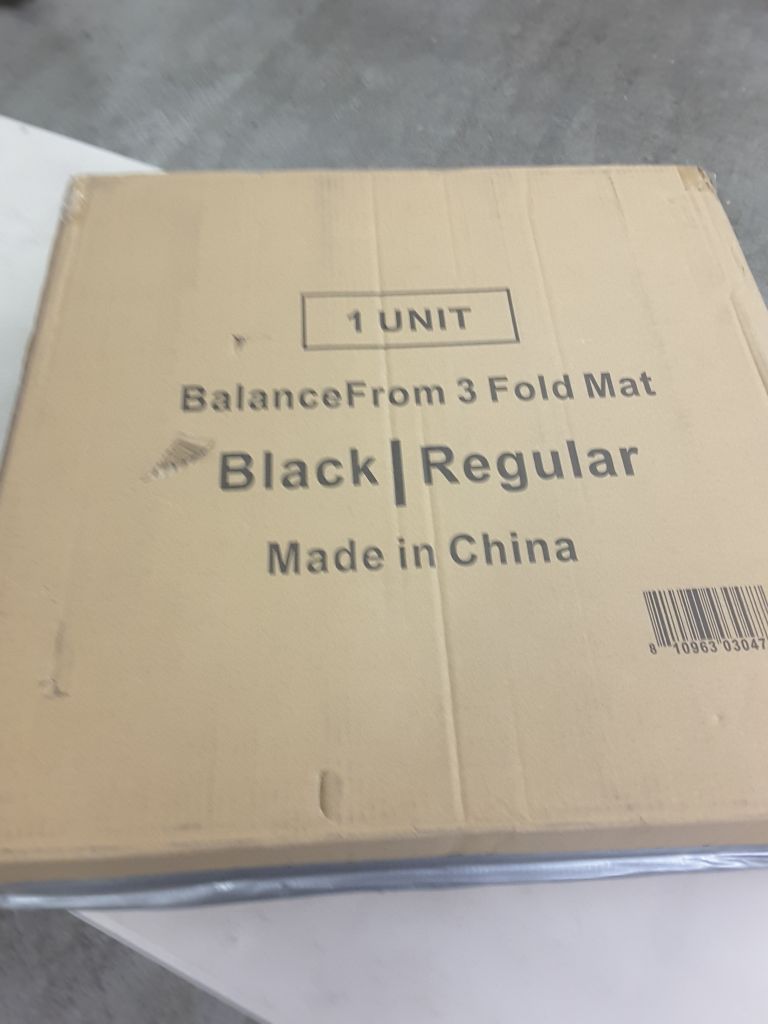 1 UNIT
BalanceFrom 3 Fold Mat
Black|Regular
Made in China
8 10963 03047